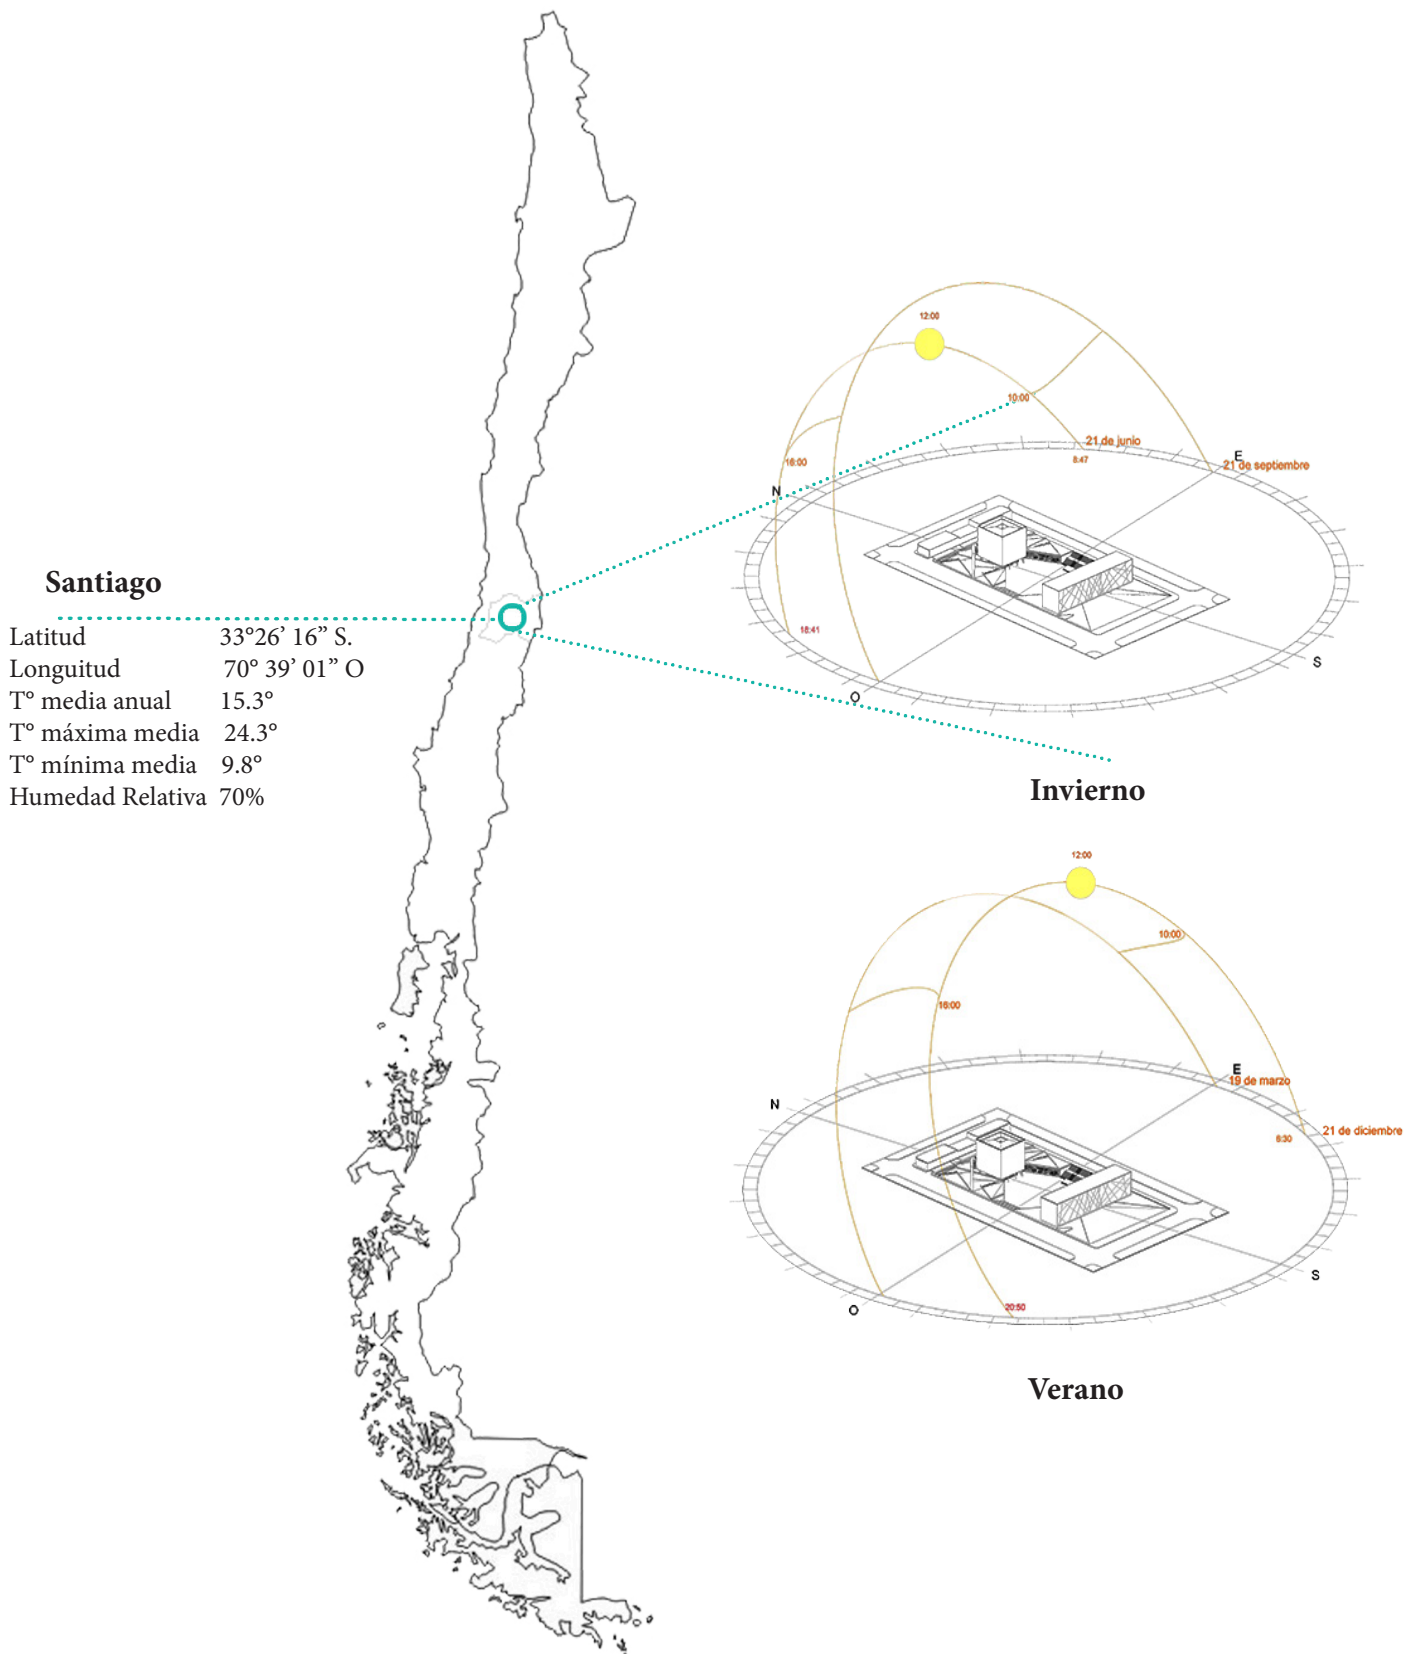 Santiago
Latitud 33°26’ 16” S.
Longuitud 70° 39’ 01” O
T° media anual 15.3°
T° máxima media 24.3°
T° mínima media 9.8°
Humedad Relativa 70%
12:00
10:00
21 de junio
8:47
E
21 de septiembre
16:00
N
18:41
S
O
Invierno
12:00
10:00
16:00
E
19 de marzo
N
21 de diciembre
6:30
S
20:50
O
Verano